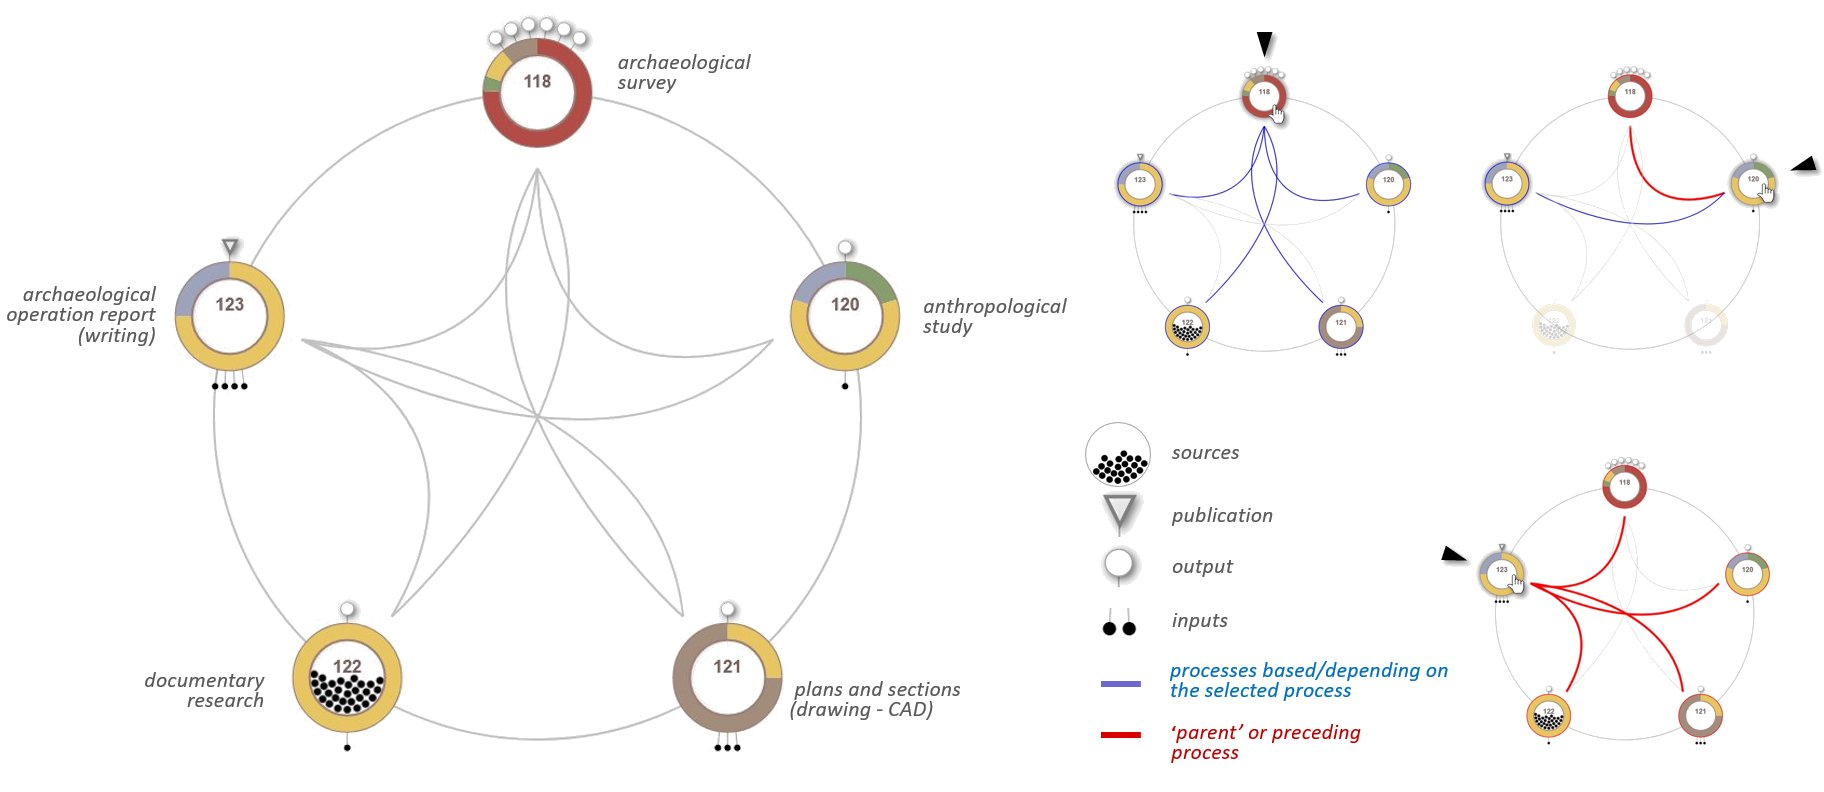 118
archaeological
survey
123
archaeological
operation report
(writing)
120
anthropological
study
122
documentary
research
121
plans and sections
(drawing - CAD)
118
123
120
122
121
118
123
120
122
121
sources
publication
output
inputs
processes based/depending on
the selected process
‘parent’ or preceding
process
118
123
120
122
121